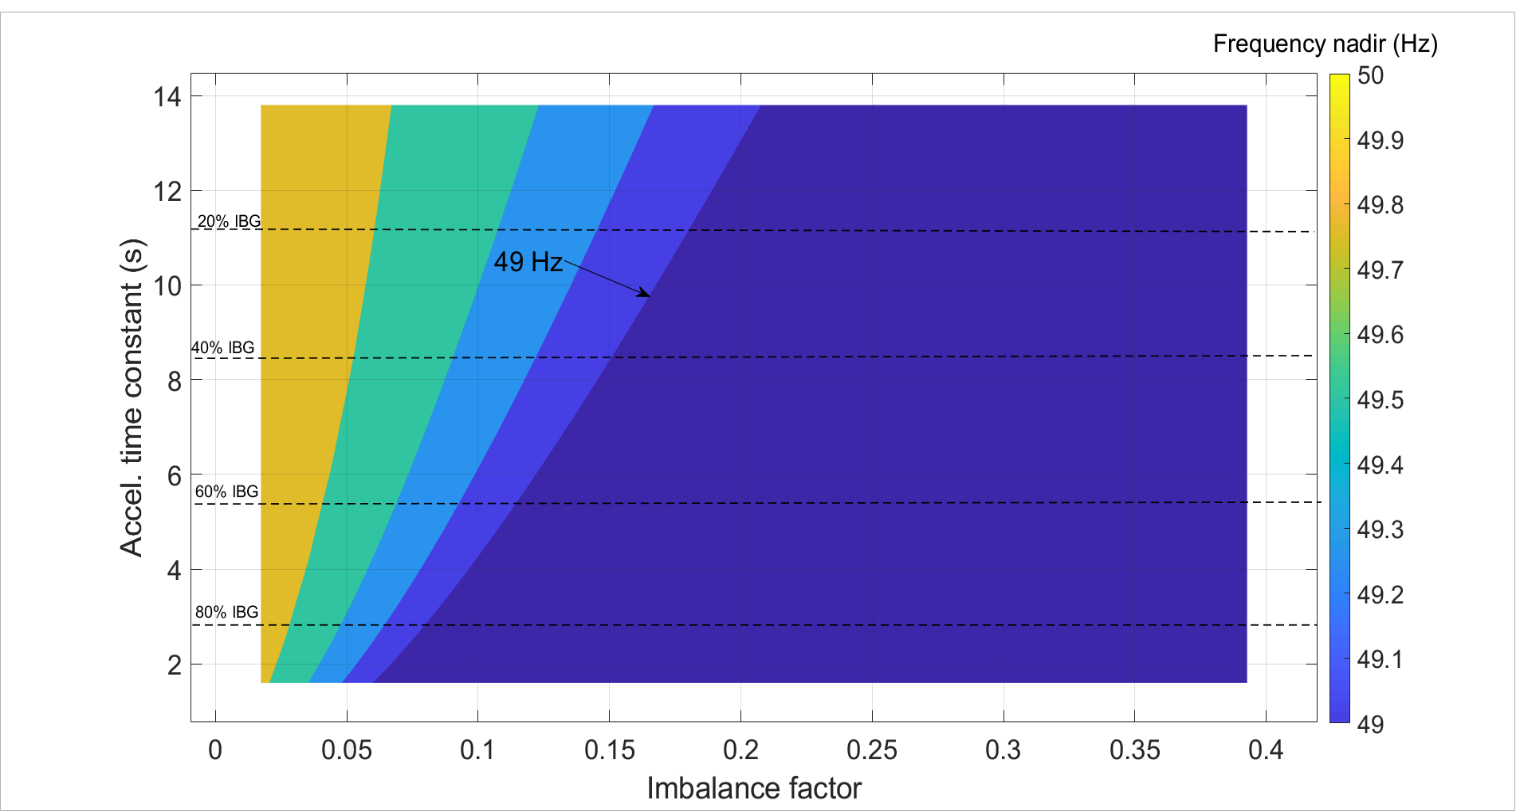 Frequency nadir (Hz)
14
12
10
8
6
4
2
Accel. time constant (s)
20% IBG
49 Hz
40% IBG
60% IBG
80% IBG
0 0.05 0.1 0.15 0.2 0.25 0.3 0.35 0.4
Imbalance factor
50
49.9
49.8
49.7
49.6
49.5
49.4
49.3
49.2
49.1
49